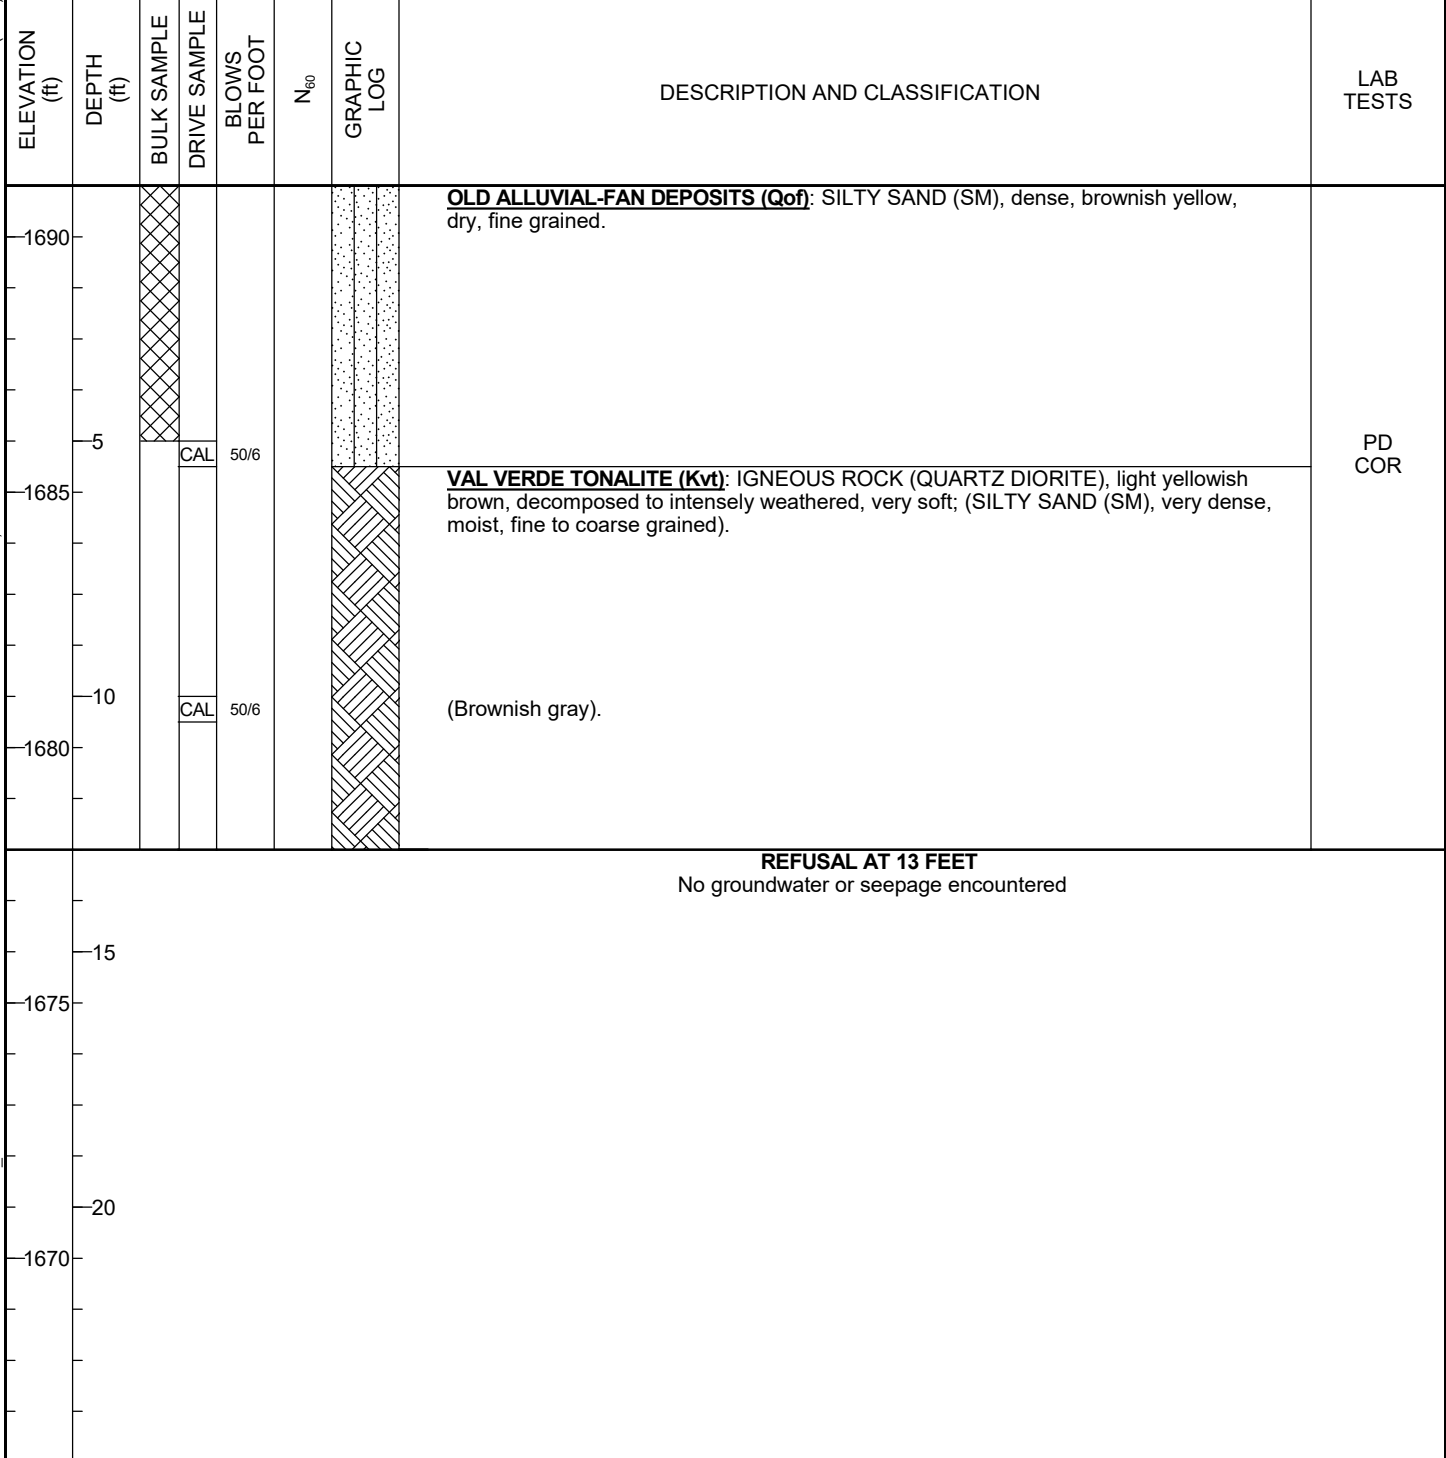 ELEVATION
(ft)
DEPTH
(ft)
BULK SAMPLE
DRIVE SAMPLE
BLOWS
PER FOOT
N60
GRAPHIC
LOG
DESCRIPTION AND CLASSIFICATION
LAB
TESTS
OLD ALLUVIAL-FAN DEPOSITS (Qof): SILTY SAND (SM), dense, brownish yellow,
dry, fine grained.
1690
5
CAL
50/6
PD
COR
VAL VERDE TONALITE (Kvt): IGNEOUS ROCK (QUARTZ DIORITE), light yellowish
brown, decomposed to intensely weathered, very soft; (SILTY SAND (SM), very dense,
moist, fine to coarse grained).
1685
10
CAL
50/6
(Brownish gray).
1680
REFUSAL AT 13 FEET
No groundwater or seepage encountered
15
1675
20
1670